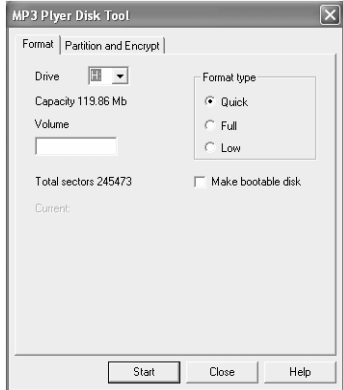 MP3 Plyer Disk Tool
Format Partition and Encrypt
Drive H:
Capacity 119.86 Mb
Volume
Format type
Quick
Full
Low
Total sectors 245473
Make bootable disk
Current:
Start Close Help